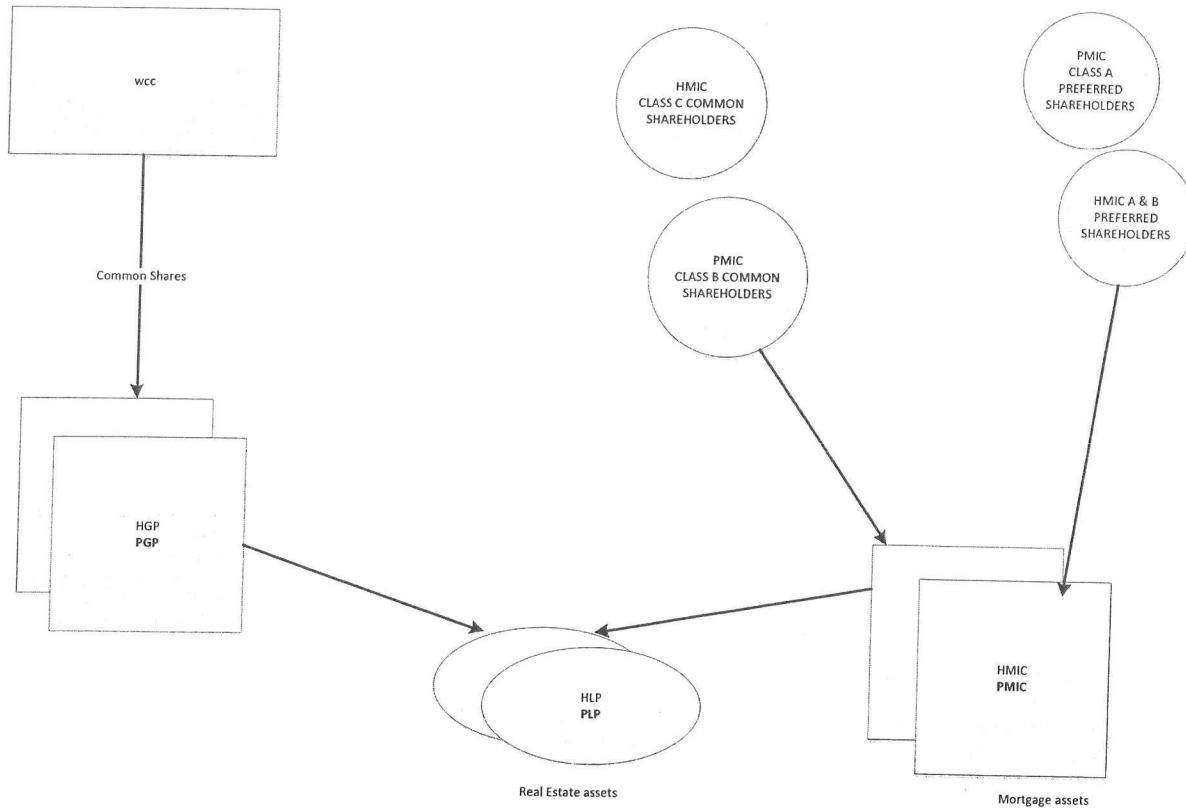 wcc
HMIC
CLASS C COMMON
SHAREHOLDERS
PMIC
CLASS A
PREFERRED
SHAREHOLDERS
HMIC A & B
PREFERRED
SHAREHOLDERS
PMIC
CLASS B COMMON
SHAREHOLDERS
Common Shares
HGP
PGP
HLP
PLP
HMIC
PMIC
Real Estate assets
Mortgage assets